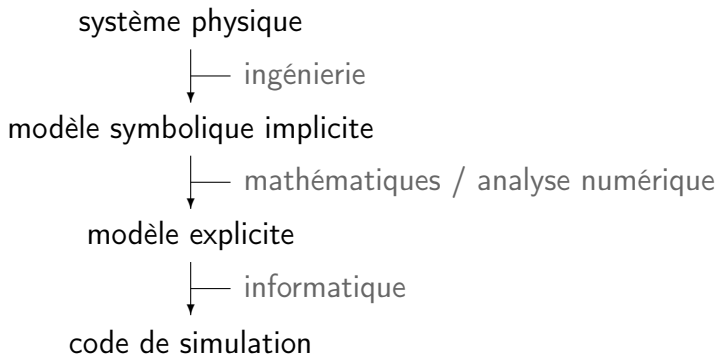 système physique
ingénierie
modèle symbolique implicite
mathématiques / analyse numérique
modèle explicite
informatique
code de simulation